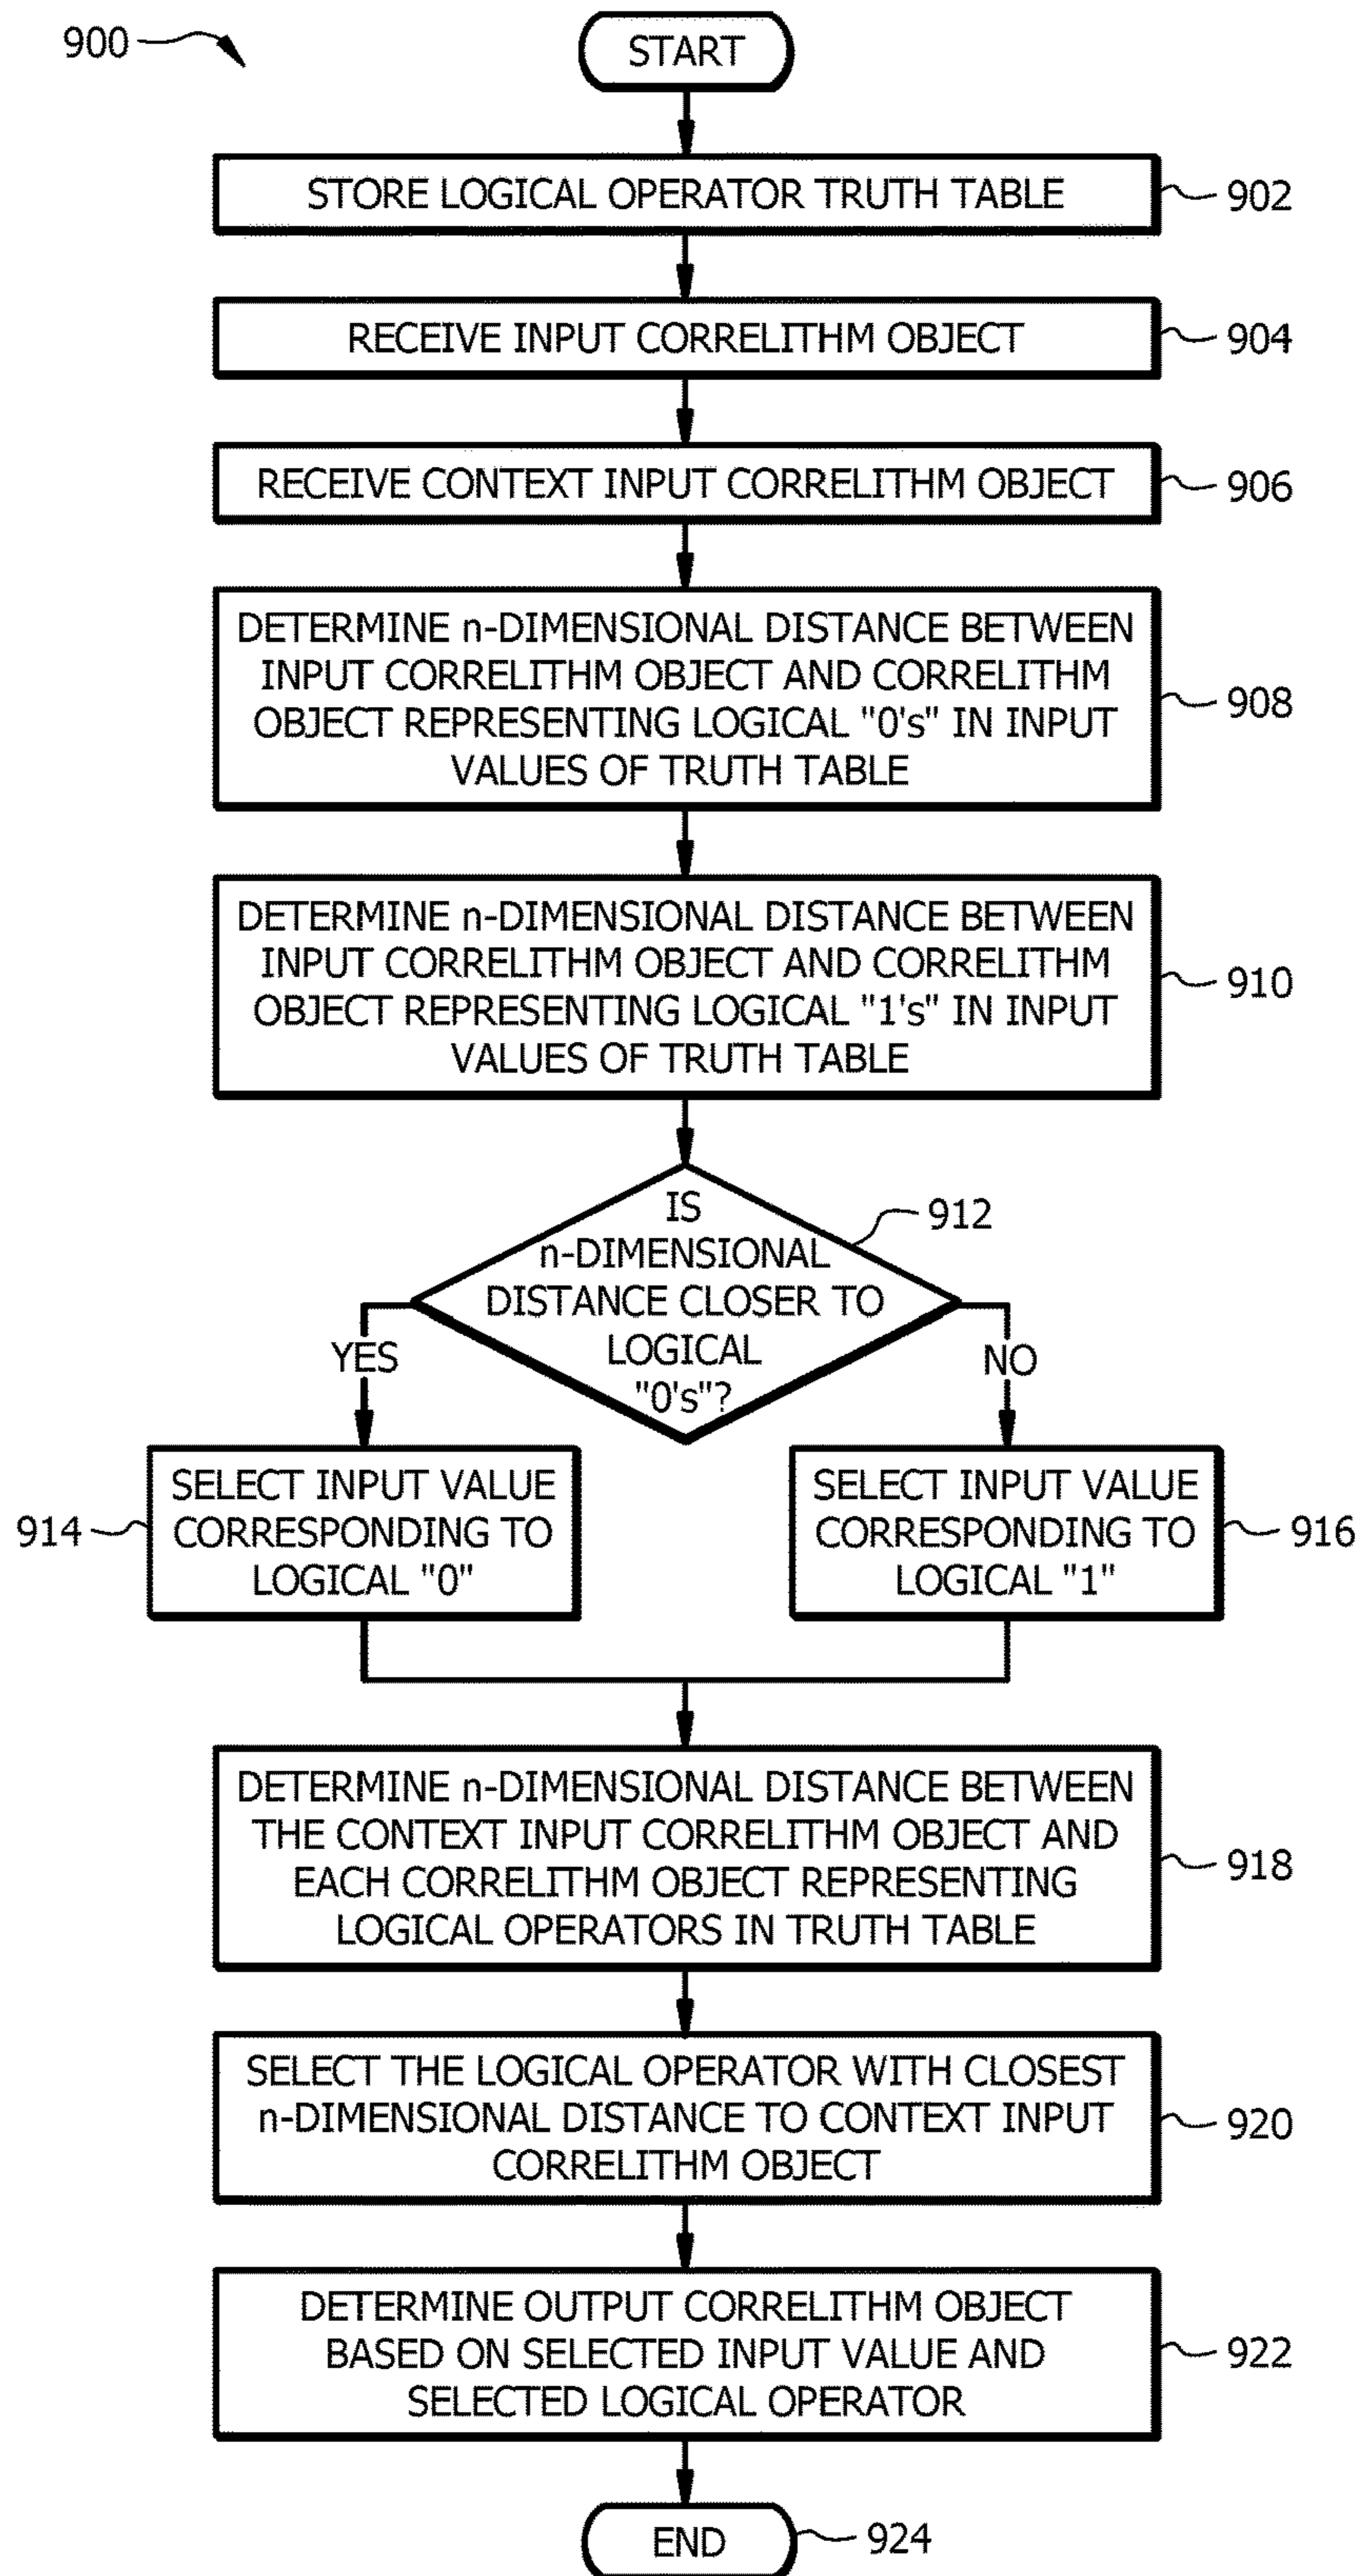 900
START
STORE LOGICAL OPERATOR TRUTH TABLE
902
RECEIVE INPUT CORRELITHM OBJECT
904
RECEIVE CONTEXT INPUT CORRELITHM OBJECT
906
DETERMINE n-DIMENSIONAL DISTANCE BETWEEN
INPUT CORRELITHM OBJECT AND CORRELITHM
OBJECT REPRESENTING LOGICAL "0's" IN INPUT
VALUES OF TRUTH TABLE
908
DETERMINE n-DIMENSIONAL DISTANCE BETWEEN
INPUT CORRELITHM OBJECT AND CORRELITHM
OBJECT REPRESENTING LOGICAL "1's" IN INPUT
VALUES OF TRUTH TABLE
910
IS
n-DIMENSIONAL
DISTANCE CLOSER TO
LOGICAL
"0's"?
912
YES
NO
SELECT INPUT VALUE
CORRESPONDING TO
LOGICAL "0"
914
SELECT INPUT VALUE
CORRESPONDING TO
LOGICAL "1"
916
DETERMINE n-DIMENSIONAL DISTANCE BETWEEN
THE CONTEXT INPUT CORRELITHM OBJECT AND
EACH CORRELITHM OBJECT REPRESENTING
LOGICAL OPERATORS IN TRUTH TABLE
918
SELECT THE LOGICAL OPERATOR WITH CLOSEST
n-DIMENSIONAL DISTANCE TO CONTEXT INPUT
CORRELITHM OBJECT
920
DETERMINE OUTPUT CORRELITHM OBJECT
BASED ON SELECTED INPUT VALUE AND
SELECTED LOGICAL OPERATOR
922
END
924